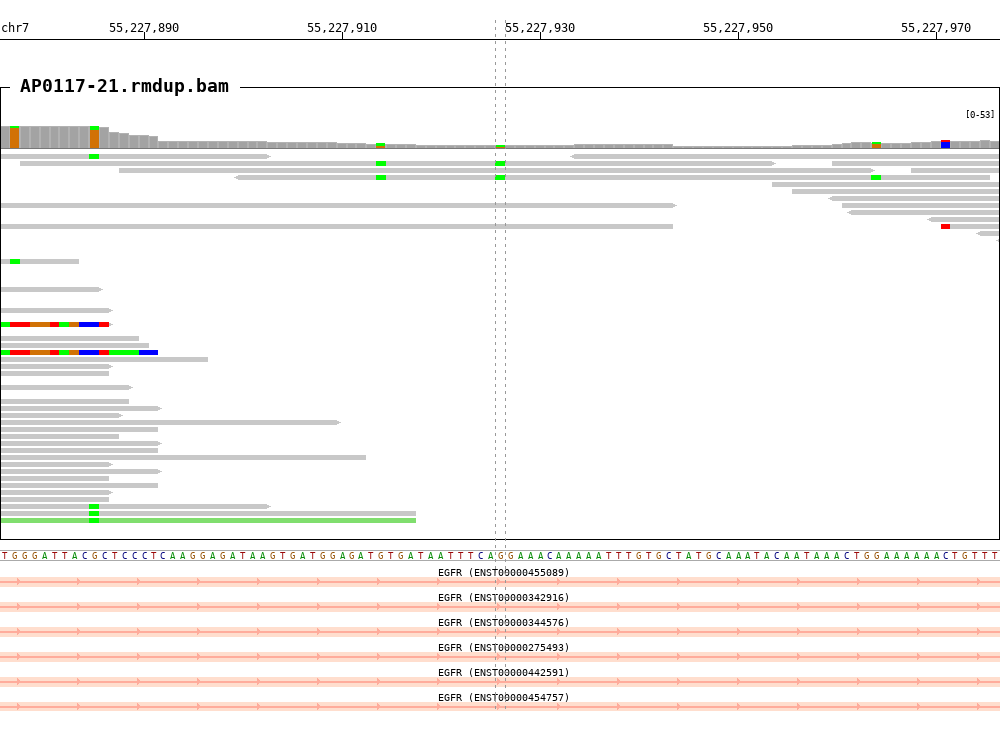 chr7 55,227,890 55,227,910 55,227,930 55,227,950 55,227,970
AP0117-21.rmdup.bam
[0-53]
T G G G A T T A C G C T C C C T C A A G G A G A T A A G T G A T G G A G A T G T G A T A A T T T C A G G A A A C A A A A A T T T G T G C T A T G C A A A T A C A A T A A A C T G G A A A A A A C T G T T T
EGFR (ENST00000455089)
EGFR (ENST00000342916)
EGFR (ENST00000344576)
EGFR (ENST00000275493)
EGFR (ENST00000442591)
EGFR (ENST00000454757)